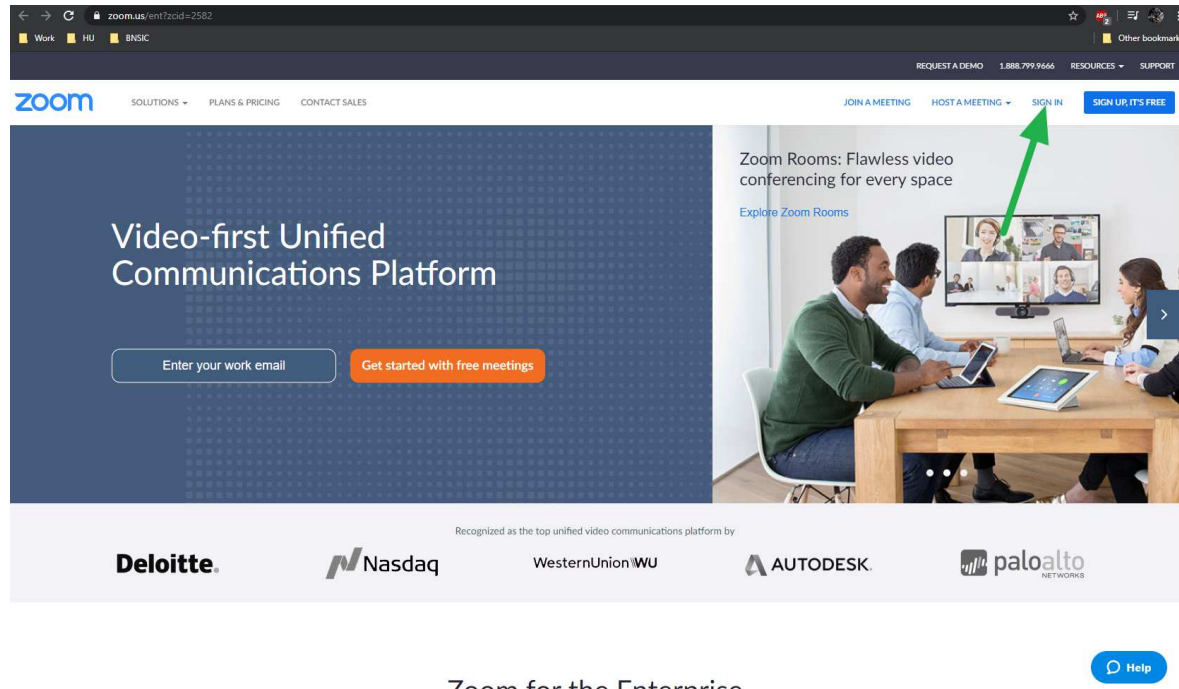 zoom.us/ent?zcid=2582
ABP 2
Work HU BNSIC Other bookmark
REQUEST A DEMO 1.888.799.9666 RESOURCES SUPPORT
zoom SOLUTIONS PLANS & PRICING CONTACT SALES JOIN A MEETING HOST A MEETING SIGN IN SIGN UP, IT'S FREE
Zoom Rooms: Flawless video
conferencing for every space
Explore Zoom Rooms
Video-first Unified
Communications Platform
Enter your work email Get started with free meetings
Recognized as the top unified video communications platform by
Deloitte. Nasdaq WesternUnion\\WU AUTODESK. paloalto
NETWORKS
Help
Zoom for the Enterprise